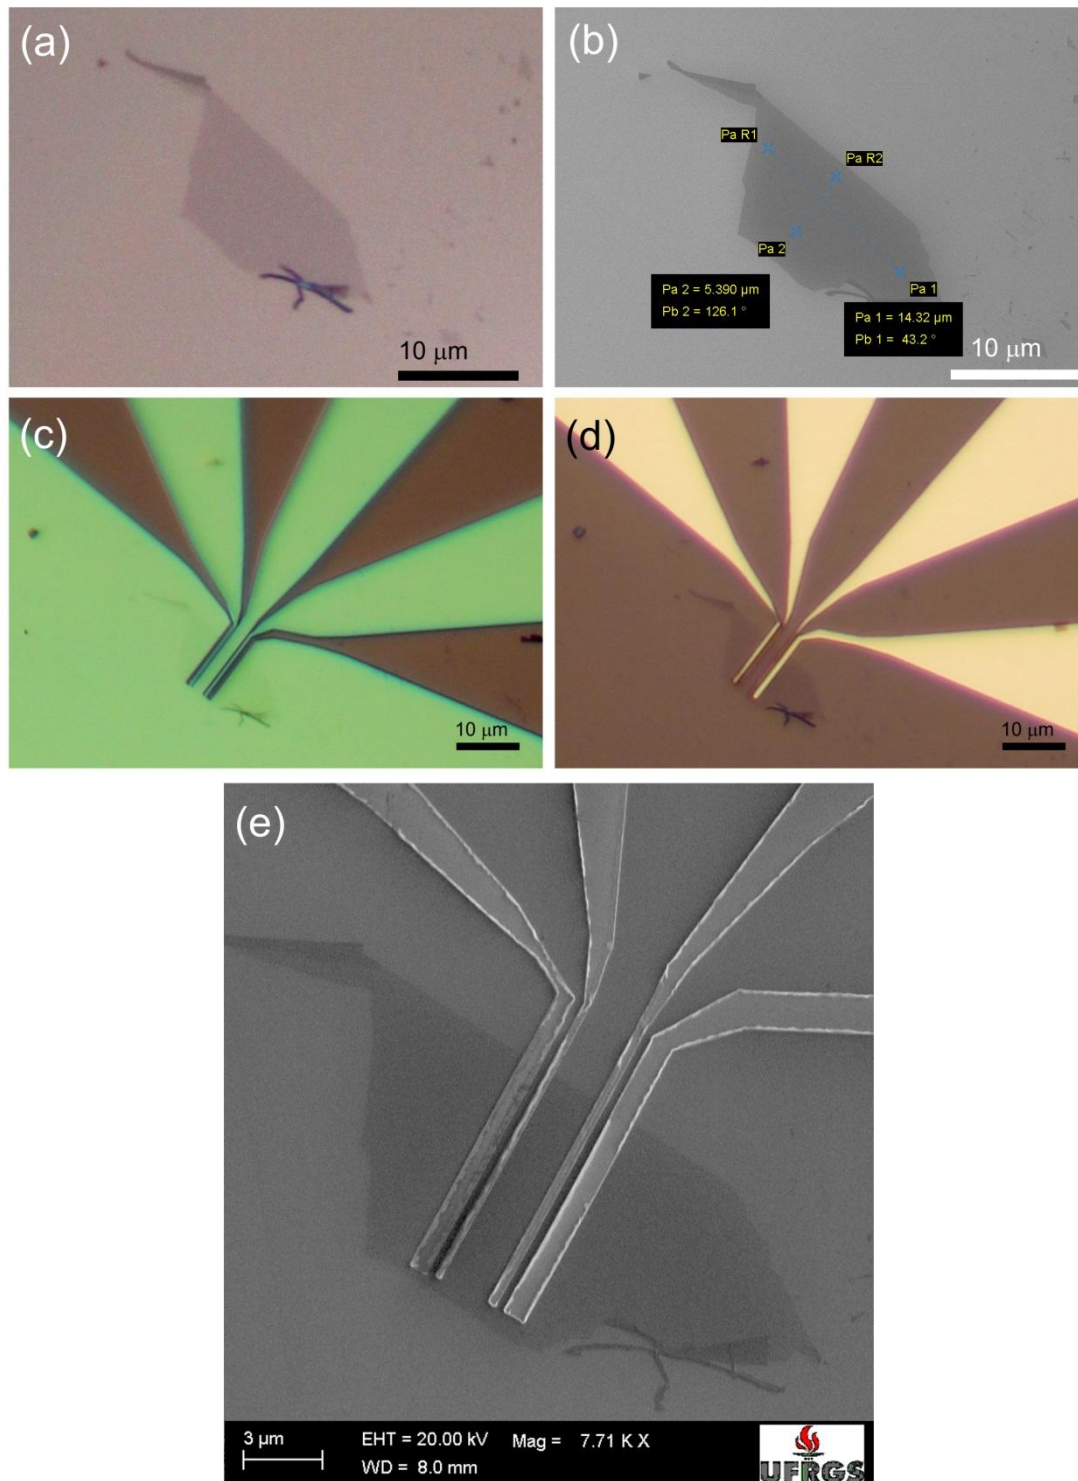 (a)
10 μm
(b)
Pa R1
Pa R2
Pa 2
Pa 1
Pa 2 = 5.390 μm
Pb 2 = 126.1 °
Pa 1 = 14.32 μm
Pb 1 = 43.2 °
10 μm
(c)
10 μm
(d)
10 μm
(e)
3 μm
EHT = 20.00 kV Mag = 7.71 K X
WD = 8.0 mm
UFRGS